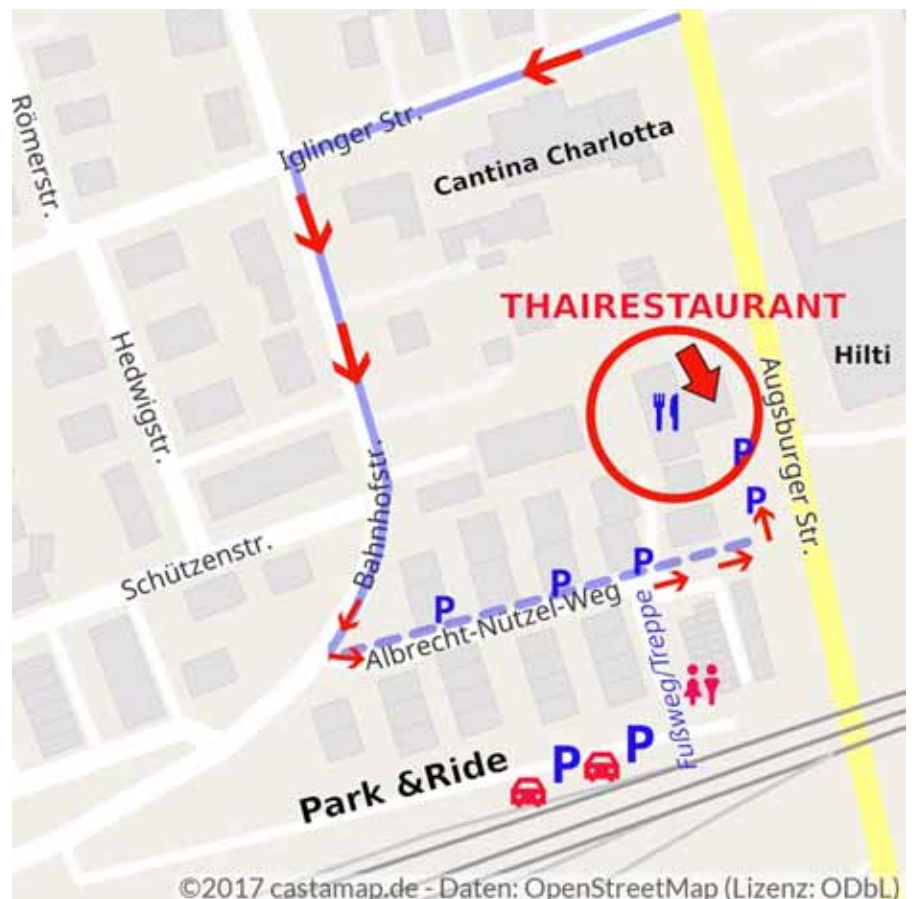 Römerstr.
Iglinger Str.
Cantina Charlotta
THAIRESTAURANT
Hilti
Augsburger Str.
Hedwigstr.
P
P
Bahnhofstr.
Schützenstr.
P
P
P
Albrecht-Nützel-Weg
Fußweg/Treppe
Park &Ride
P
P
©2017 castamap.de - Daten: OpenStreetMap (Lizenz: ODbL)